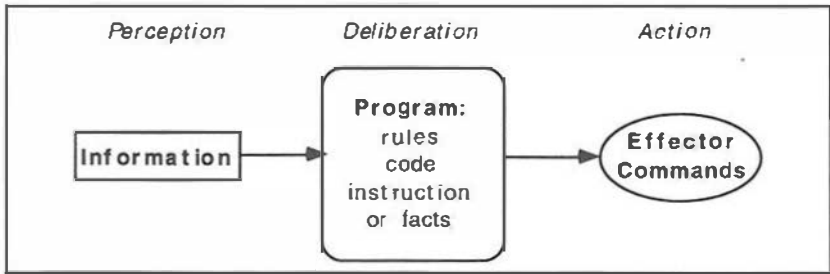 Perception Deliberation Action
Program:
rules
code
instruction
or facts
Information
Effector
Commands